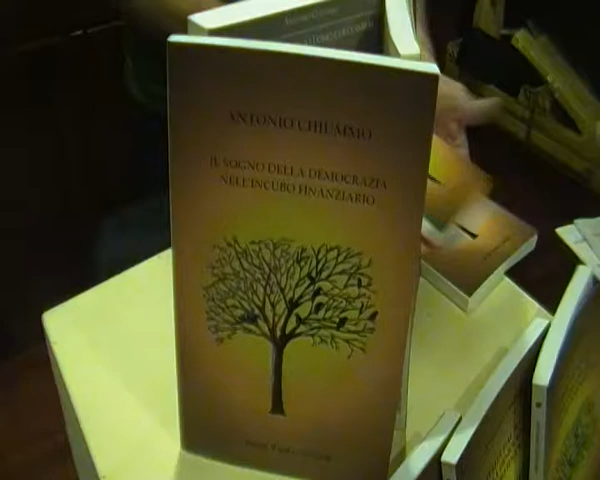 ANTONIO CHIUMMO
IL SOGNO DELLA DEMOCRAZIA
NELL'INCUBO FINANZIARIO